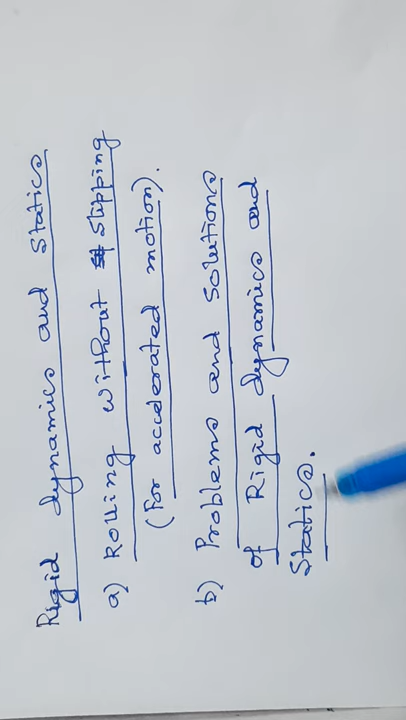 Rigid dynamics and Statics
a) Rolling without slipping
(for accelerated motion).
b) Problems and Solutions
of Rigid dynamics and
Statics.